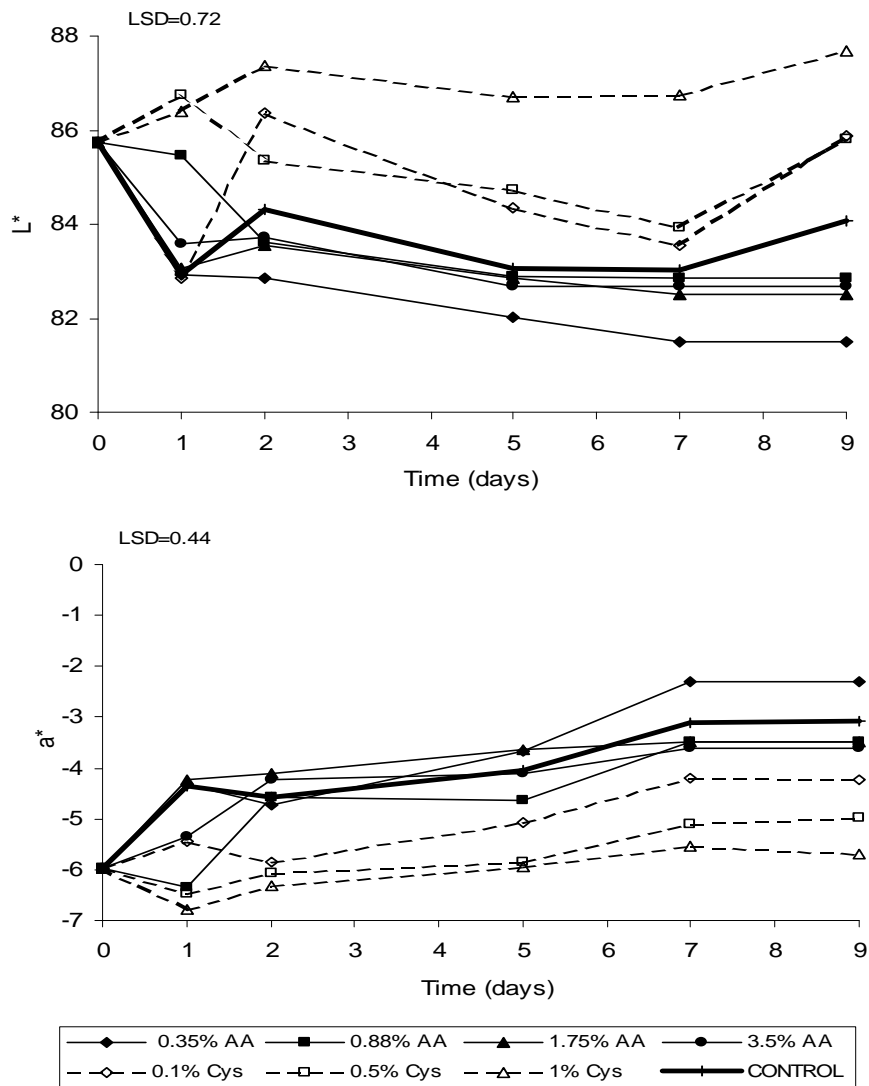 LSD=0.72
88
86
84
82
80
L*
0 1 2 3 4 5 6 7 8 9
Time (days)
LSD=0.44
0
-1
-2
-3
-4
-5
-6
-7
a*
0 1 2 3 4 5 6 7 8 9
Time (days)
0.35% AA 0.88% AA 1.75% AA 3.5% AA
0.1% Cys 0.5% Cys 1% Cys CONTROL